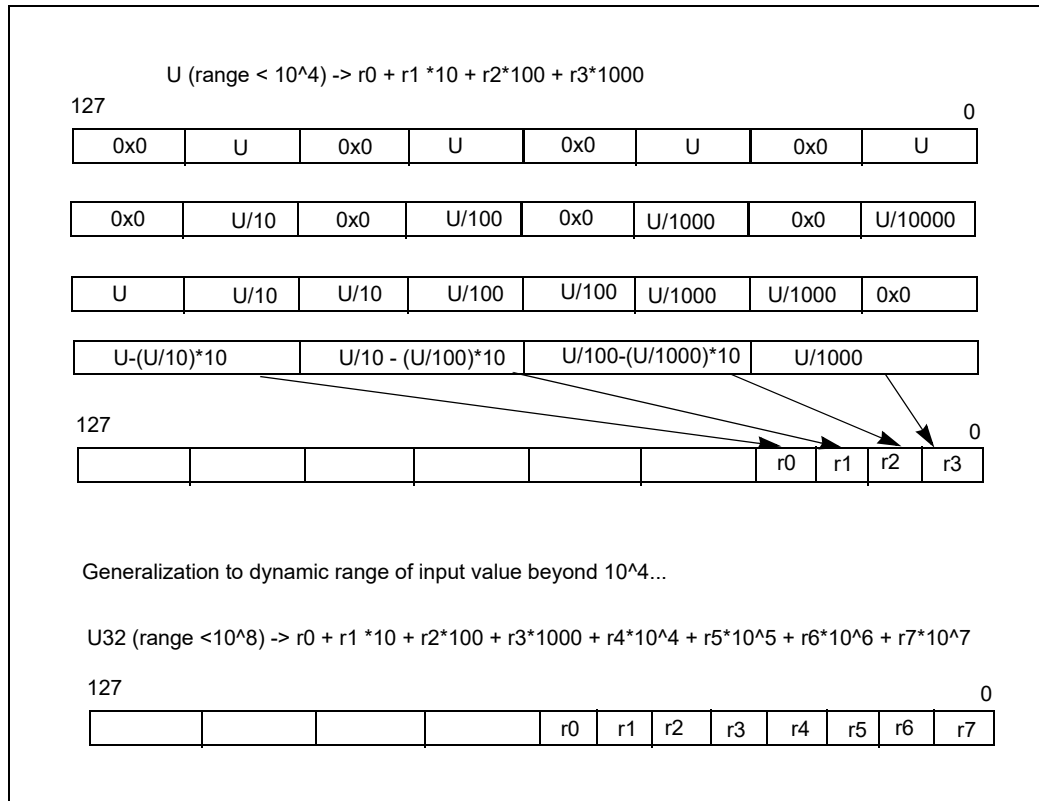 U (range < 10^4) -> r0 + r1 *10 + r2*100 + r3*1000
127 0
0x0 U 0x0 U 0x0 U 0x0 U
0x0 U/10 0x0 U/100 0x0 U/1000 0x0 U/10000
U U/10 U/10 U/100 U/100 U/1000 U/1000 0x0
U-(U/10)*10 U/10 - (U/100)*10 U/100-(U/1000)*10 U/1000
127 0
r0 r1 r2 r3
Generalization to dynamic range of input value beyond 10^4...
U32 (range <10^8) -> r0 + r1 *10 + r2*100 + r3*1000 + r4*10^4 + r5*10^5 + r6*10^6 + r7*10^7
127 0
r0 r1 r2 r3 r4 r5 r6 r7